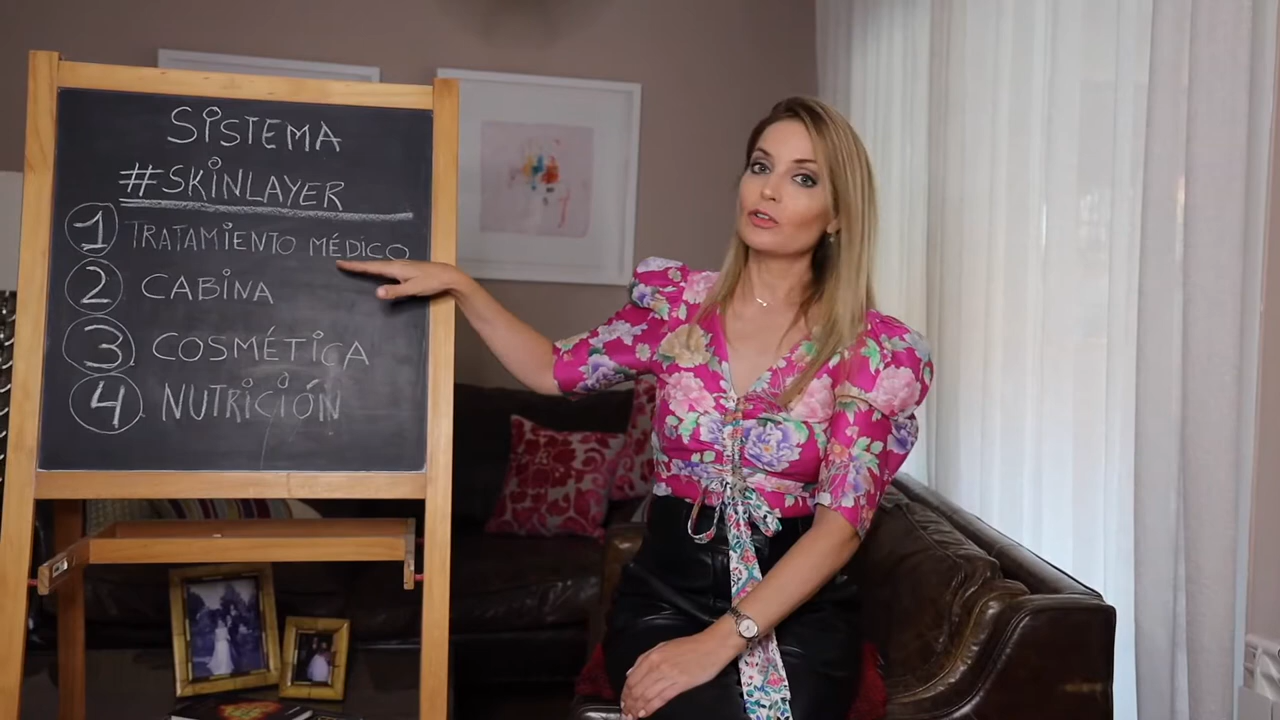 SISTEMA
#SKINLAYER
1 TRATAMIENTO MÉDICO
2 CABINA
3 COSMÉTICA
4 NUTRICIÓN